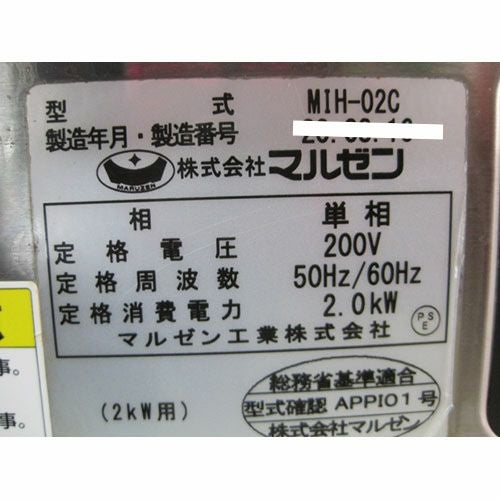 型　式　MIH-02C
製造年月・製造番号
MARUZEN 株式会社マルゼン
相　単相
定格電圧　200V
定格周波数　50Hz/60Hz
定格消費電力　2.0kW
マルゼン工業株式会社
PS
E
総務省基準適合
(2kW用)　型式確認 APPI01号
株式会社マルゼン
事。
事。